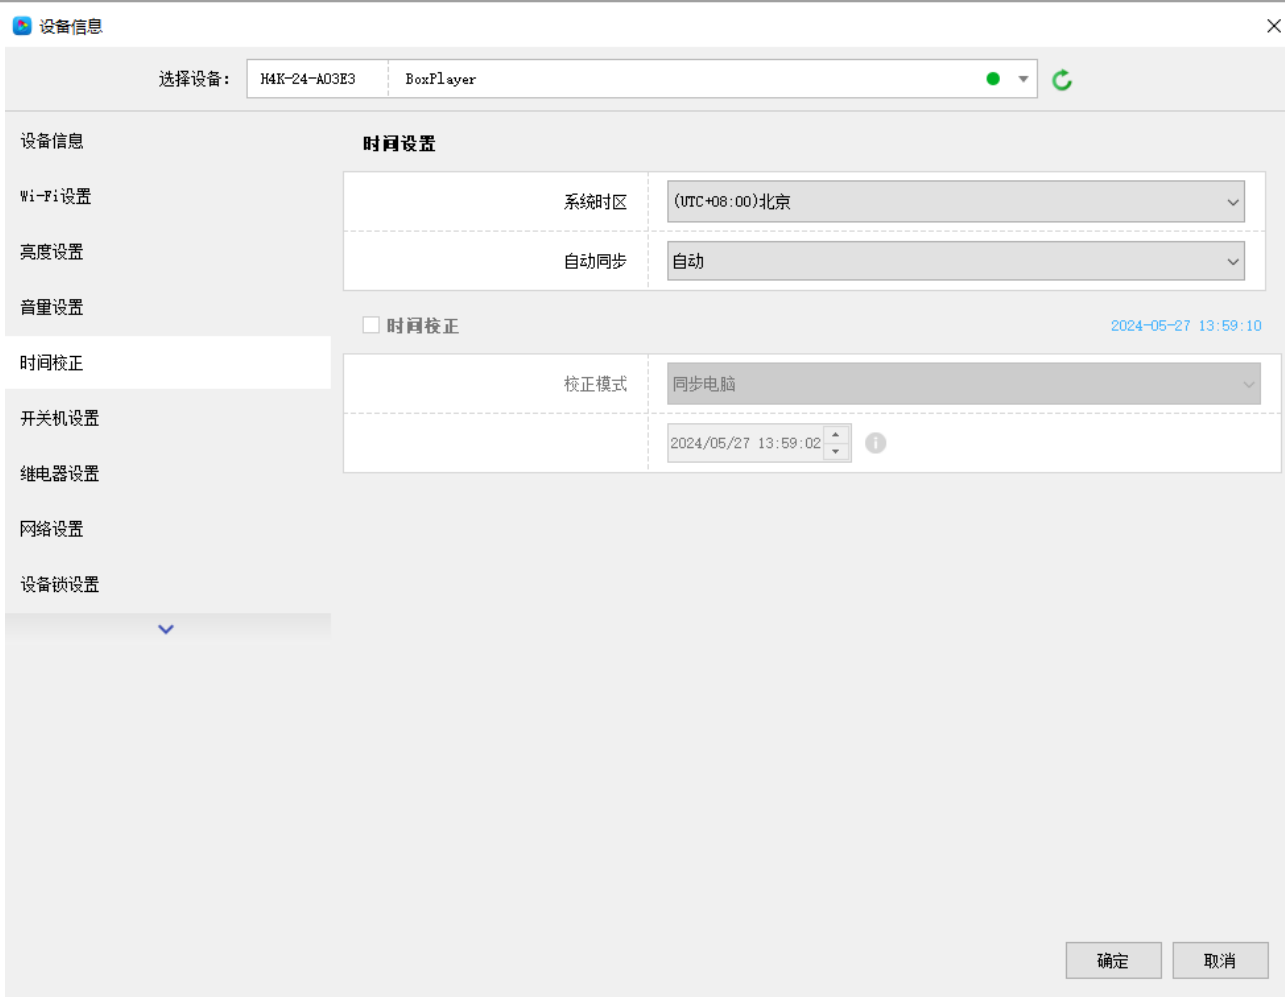 设备信息
选择设备: H4K-24-A03E3 BoxPlayer
设备信息
Wi-Fi设置
亮度设置
音量设置
时间校正
开关机设置
继电器设置
网络设置
设备锁设置
时间设置
系统时区 (UTC+08:00)北京
自动同步 自动
时间校正 2024-05-27 13:59:10
校正模式 同步电脑
2024/05/27 13:59:02
确定 取消